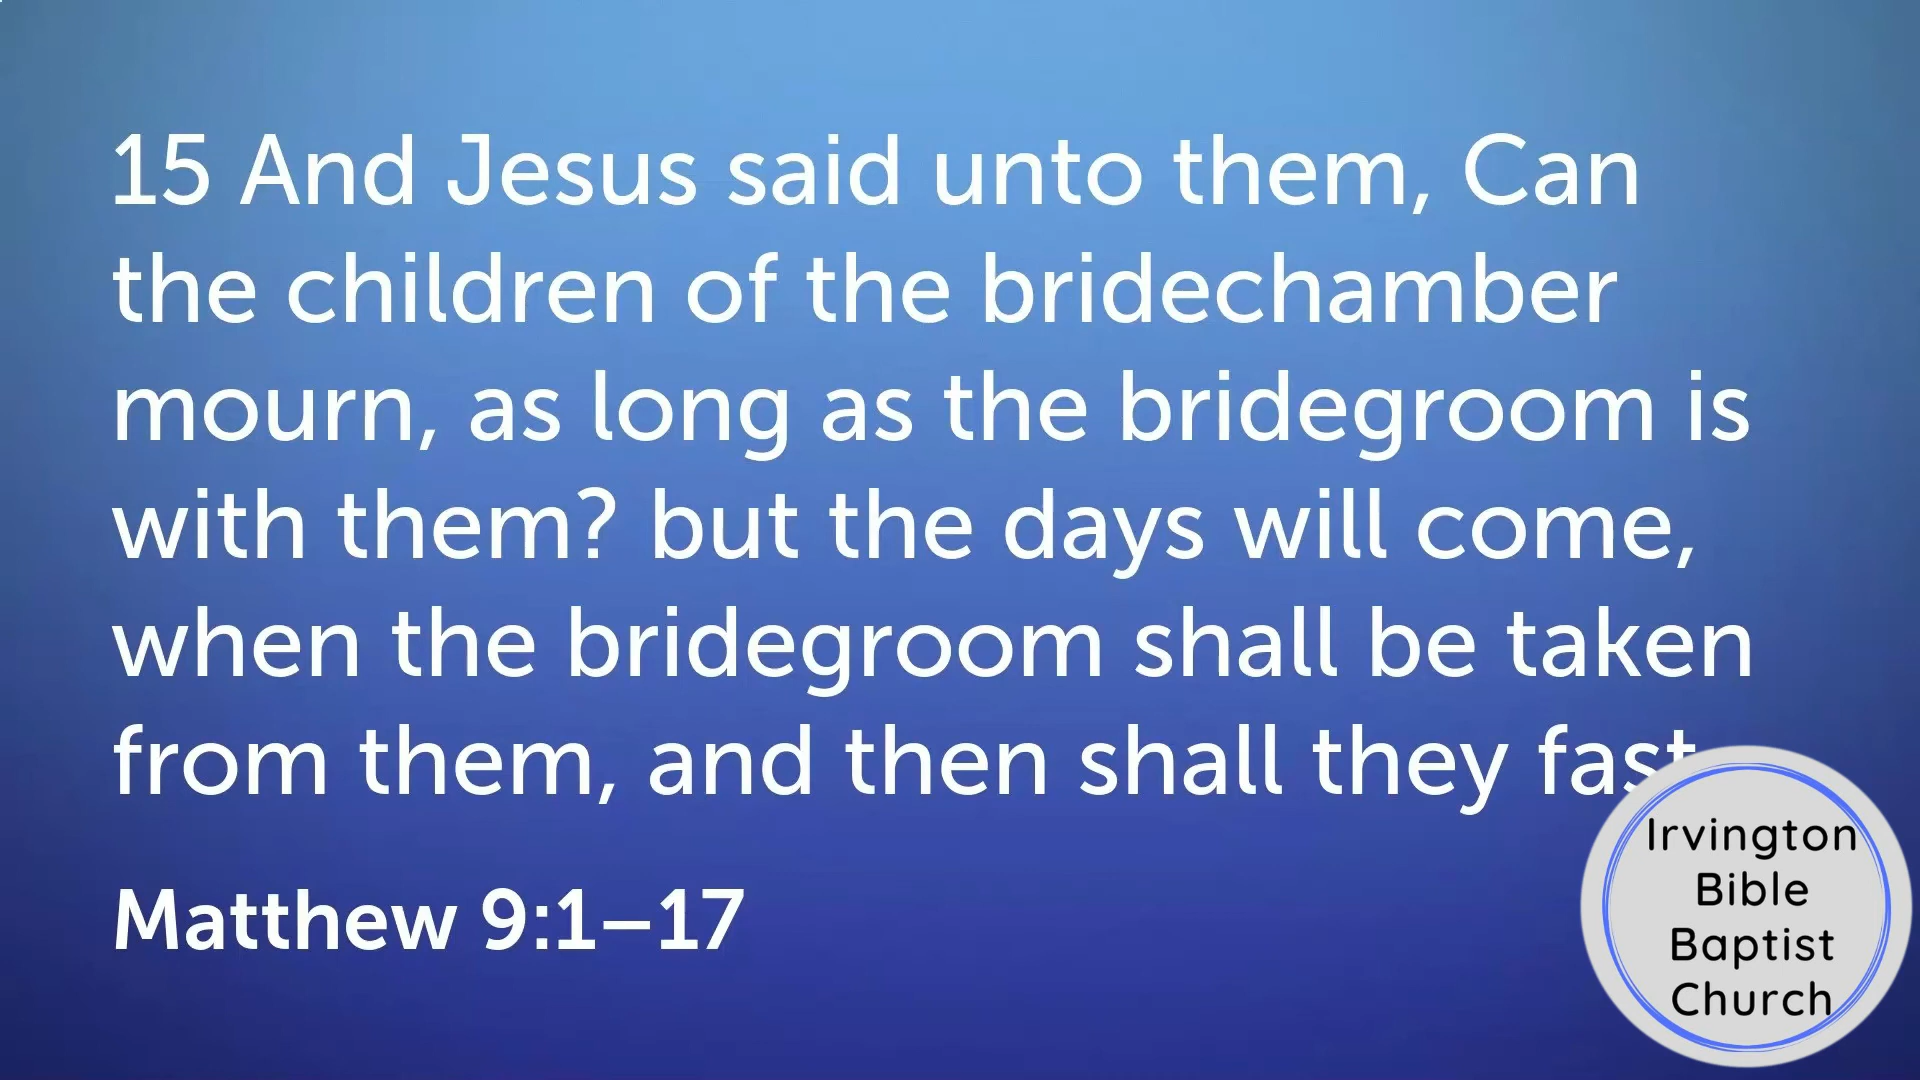 15 And Jesus said unto them, Can
the children of the bridechamber
mourn, as long as the bridegroom is
with them? but the days will come,
when the bridegroom shall be taken
from them, and then shall they fast
Matthew 9:1–17
Irvington
Bible
Baptist
Church